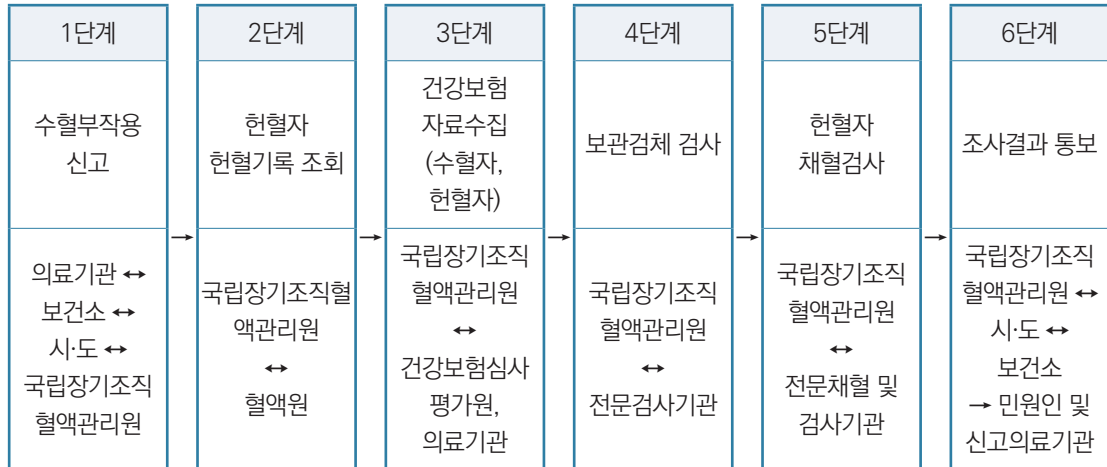 1단계
수혈부작용
신고
의료기관 ↔
보건소 ↔
시·도 ↔
국립장기조직
혈액관리원
→
2단계
헌혈자
헌혈기록 조회
국립장기조직혈
액관리원
↔
혈액원
→
3단계
건강보험
자료수집
(수혈자,
헌혈자)
국립장기조직
혈액관리원
↔
건강보험심사
평가원,
의료기관
→
4단계
보관검체 검사
국립장기조직
혈액관리원
↔
전문검사기관
→
5단계
헌혈자
채혈검사
국립장기조직
혈액관리원
↔
전문채혈 및
검사기관
→
6단계
조사결과 통보
국립장기조직
혈액관리원 ↔
시·도 ↔
보건소
→ 민원인 및
신고의료기관